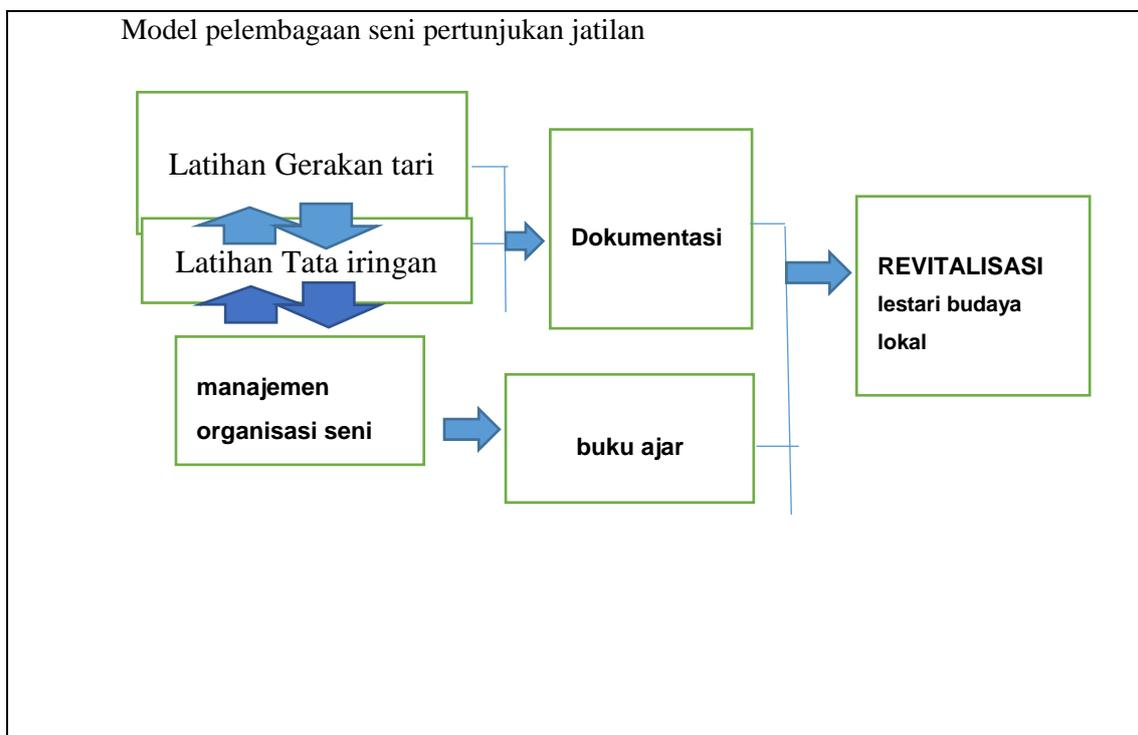 Model pelembagaan seni pertunjukan jatilan
Latihan Gerakan tari
Latihan Tata iringan
manajemen
organisasi seni
Dokumentasi
buku ajar
REVITALISASI
lestari budaya
lokal